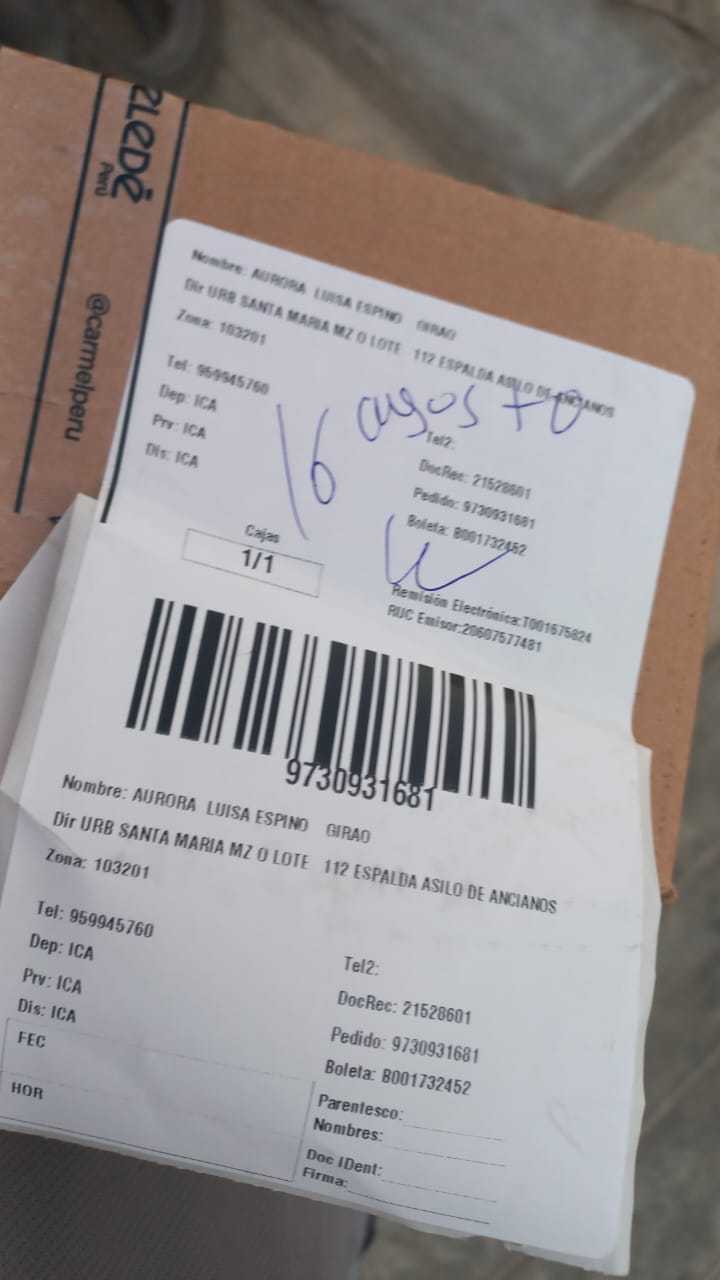 Perú
@carmelperu
Nombre: AURORA LUISA ESPINO GIRAO
Dir URB SANTA MARIA MZ O LOTE 112 ESPALDA ASILO DE ANCIANOS
Zona: 103201
Tel: 959945760
Dep: ICA
Prv: ICA
Dis: ICA
16 agosto
Tel2:
DocRec: 21528601
Pedido: 9730931681
Boleta: B001732452
Cajas
1/1
Remisión Electrónica:T001675824
RUC Emisor:20607577481
9730931681
Nombre: AURORA LUISA ESPINO GIRAO
Dir URB SANTA MARIA MZ O LOTE 112 ESPALDA ASILO DE ANCIANOS
Zona: 103201
Tel: 959945760
Dep: ICA
Prv: ICA
Dis: ICA
Tel2:
DocRec: 21528601
Pedido: 9730931681
Boleta: B001732452
FEC
HOR
Parentesco:
Nombres:
Doc IDent:
Firma: